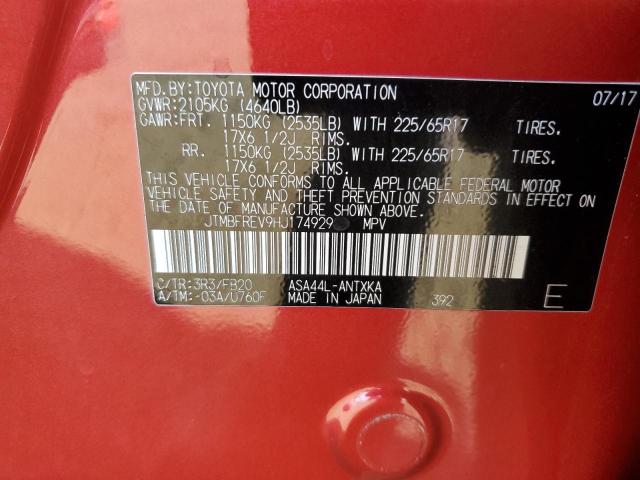 MFD.BY:TOYOTA MOTOR CORPORATION 07/17
GVWR:2105KG (4640LB)
GAWR:FRT. 1150KG (2535LB) WITH 225/65R17 TIRES.
17X6 1/2J RIMS.
RR. 1150KG (2535LB) WITH 225/65R17 TIRES.
17X6 1/2J RIMS.
THIS VEHICLE CONFORMS TO ALL APPLICABLE FEDERAL MOTOR
VEHICLE SAFETY AND THEFT PREVENTION STANDARDS IN EFFECT ON
THE DATE OF MANUFACTURE SHOWN ABOVE.
JTMBFREV9HJ174929 MPV
C/TR:3R3/FB20 ASA44L-ANTXKA
A/TM:-03A/U760F MADE IN JAPAN 392 E